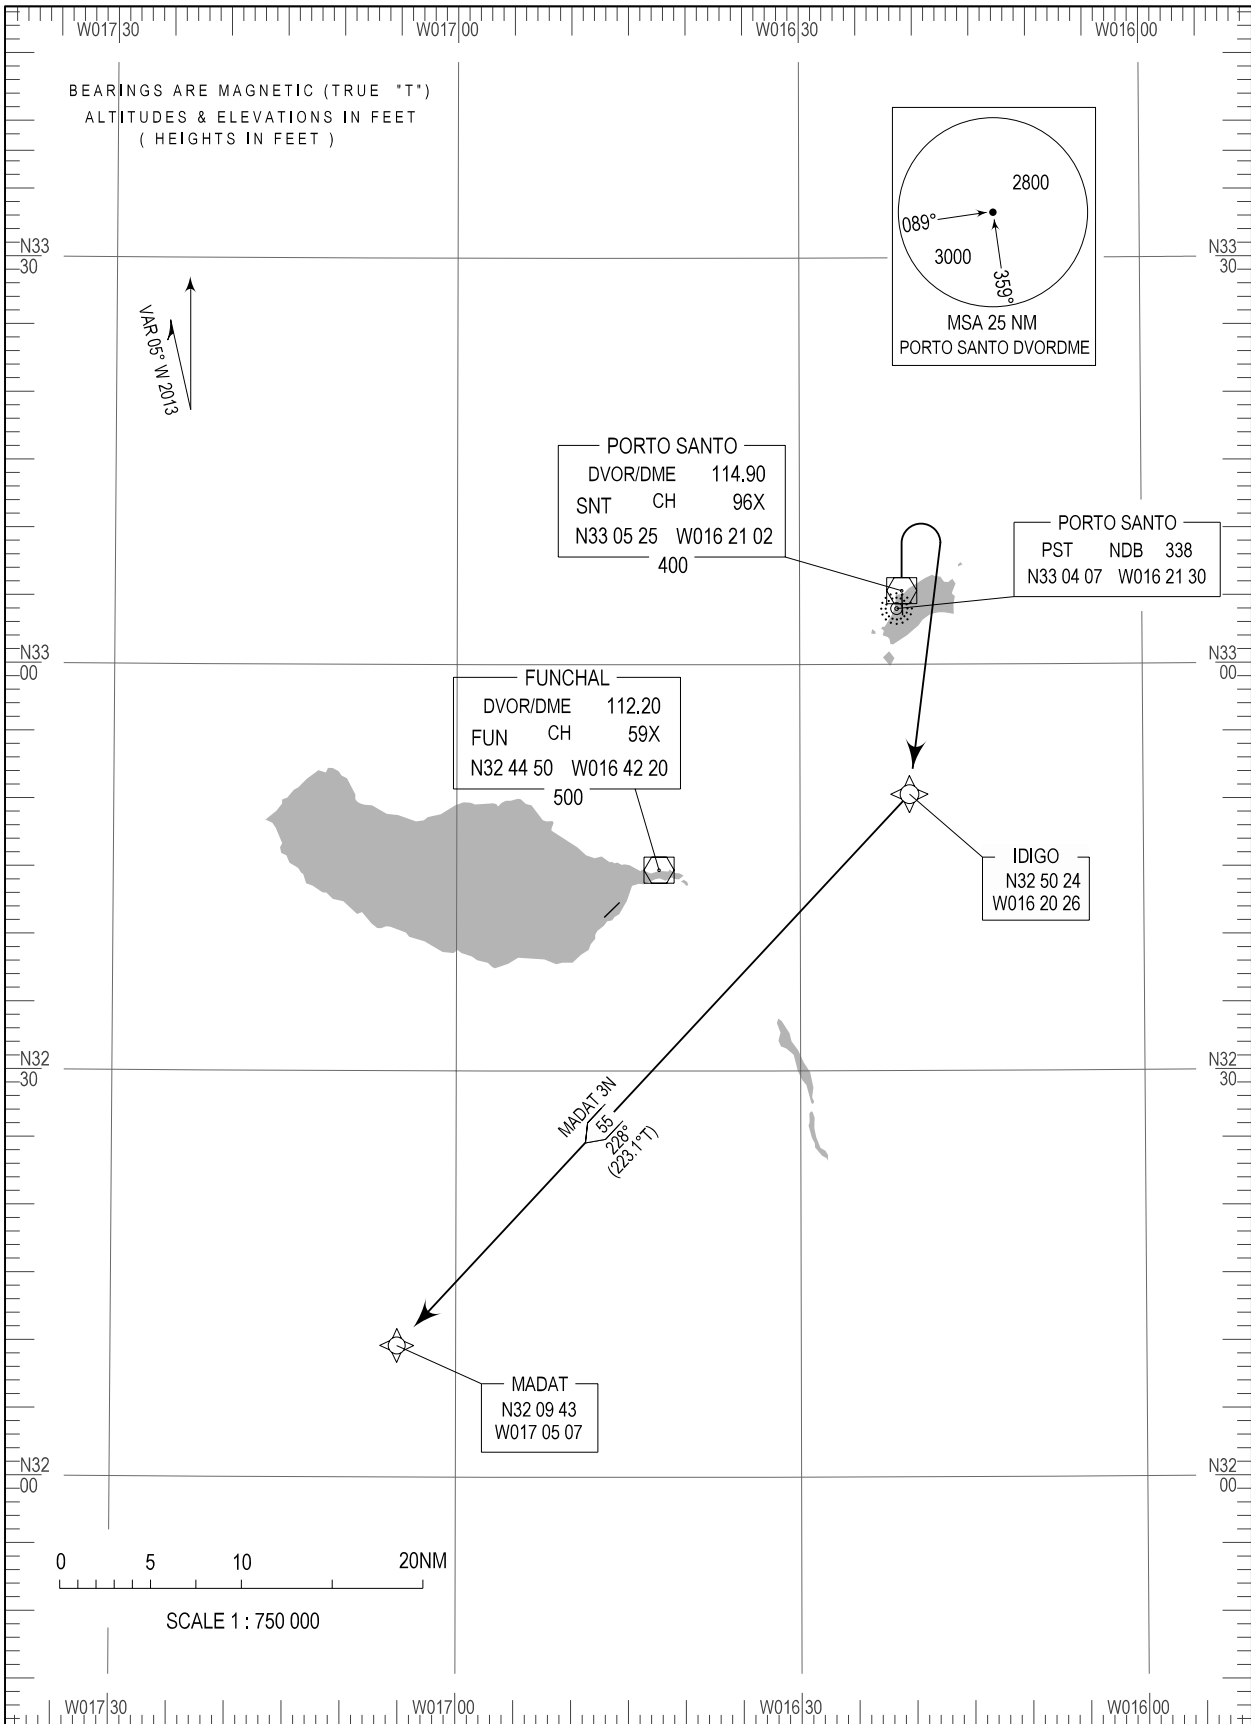 W017 30
W017 00
W016 30
W016 00
BEARINGS ARE MAGNETIC (TRUE "T")
ALTITUDES & ELEVATIONS IN FEET
( HEIGHTS IN FEET )
2800
089°
3000
359°
MSA 25 NM
PORTO SANTO DVORDME
N33
30
N33
30
VAR 05° W 2013
PORTO SANTO
DVOR/DME 114.90
SNT CH 96X
N33 05 25 W016 21 02
400
PORTO SANTO
PST NDB 338
N33 04 07 W016 21 30
N33
00
N33
00
FUNCHAL
DVOR/DME 112.20
FUN CH 59X
N32 44 50 W016 42 20
500
IDIGO
N32 50 24
W016 20 26
N32
30
N32
30
MADAT 3N
55
228°
(223.1°T)
MADAT
N32 09 43
W017 05 07
N32
00
N32
00
0 5 10 20NM
SCALE 1 : 750 000
W017 30
W017 00
W016 30
W016 00